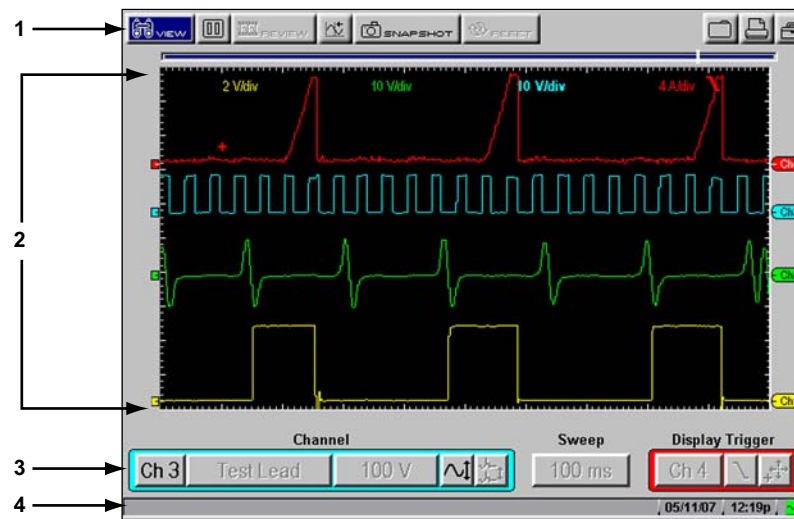 1
VIEW
REVIEW
SNAPSHOT
RESET
2
2 V/div
10 V/div
10 V/div
4 A/div
Ch
Ch
Ch
Ch
Channel
Sweep
Display Trigger
3
Ch 3
Test Lead
100 V
100 ms
Ch 4
4
05/11/07
12:19p